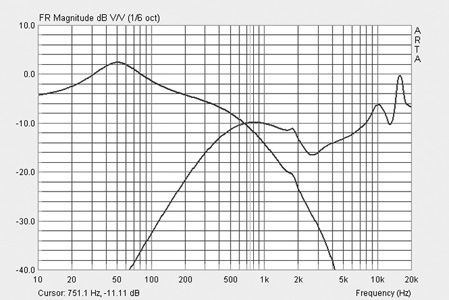 FR Magnitude dB V/V (1/6 oct)
10.0
0.0
-10.0
-20.0
-30.0
-40.0
A
R
T
A
10 20 50 100 200 500 1k 2k 5k 10k 20k
Cursor: 751.1 Hz, -11.11 dB Frequency (Hz)